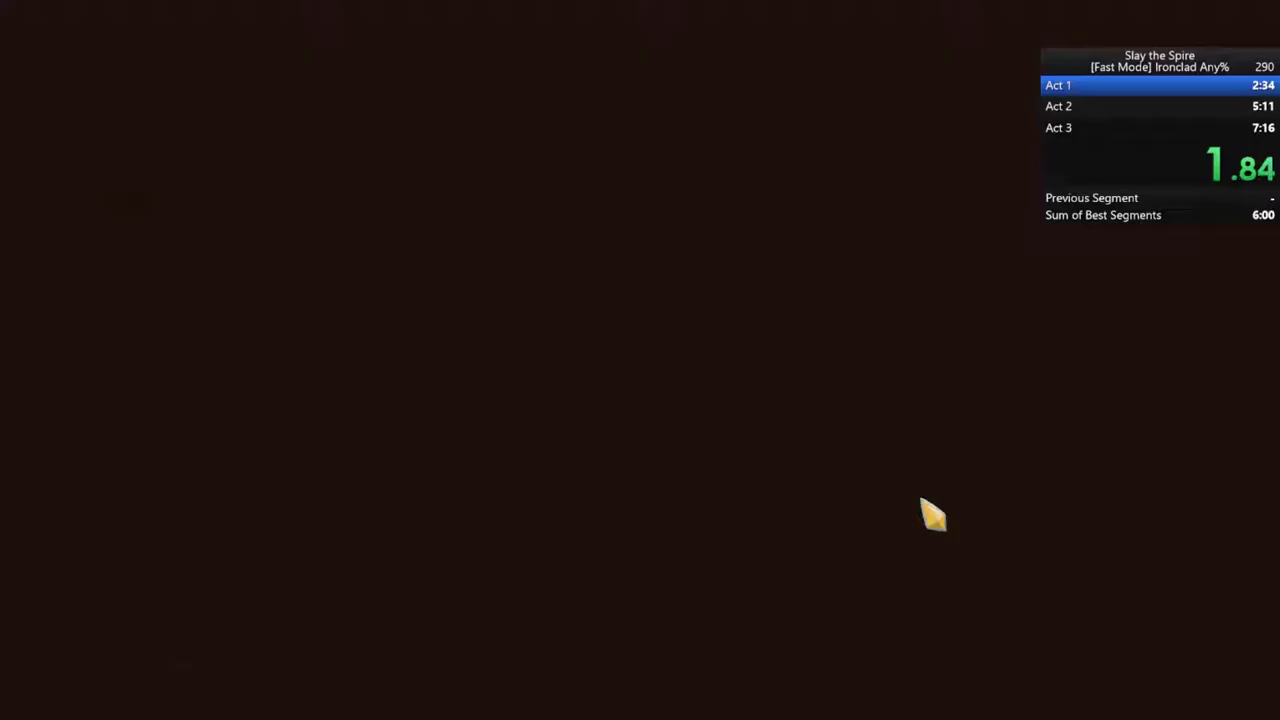 Slay the Spire
[Fast Mode] Ironclad Any% 290
Act 1 2:34
Act 2 5:11
Act 3 7:16
1.84
Previous Segment -
Sum of Best Segments 6:00